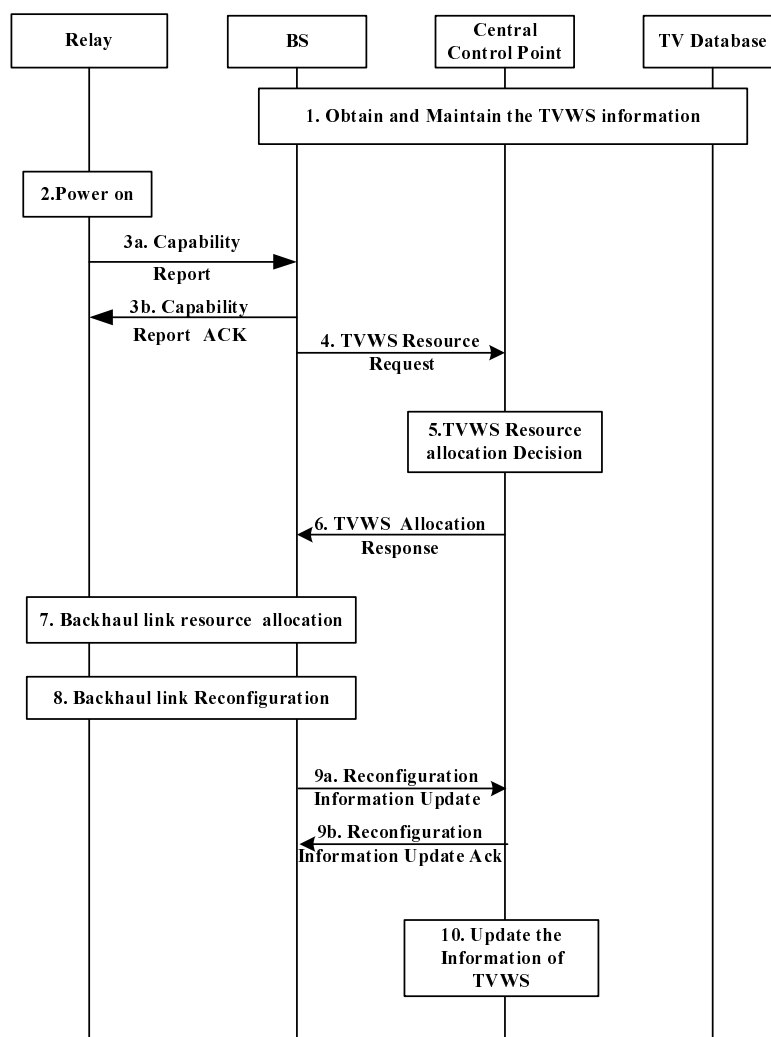 Relay
BS
Central
Control Point
TV Database
1. Obtain and Maintain the TVWS information
2.Power on
3a. Capability
Report
3b. Capability
Report ACK
4. TVWS Resource
Request
5.TVWS Resource
allocation Decision
6. TVWS Allocation
Response
7. Backhaul link resource allocation
8. Backhaul link Reconfiguration
9a. Reconfiguration
Information Update
9b. Reconfiguration
Information Update Ack
10. Update the
Information of
TVWS